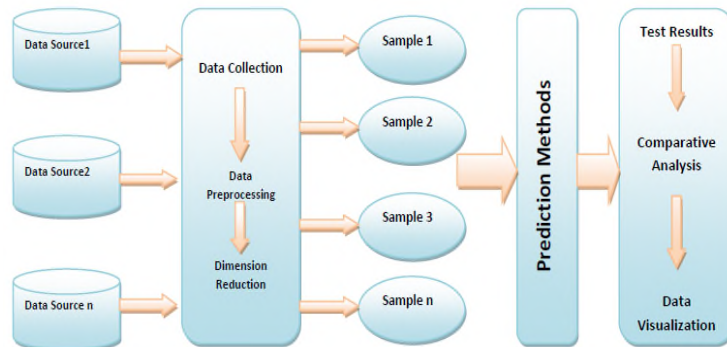 Data Source1
Data Source2
Data Source n
Data Collection
Data
Preprocessing
Dimension
Reduction
Sample 1
Sample 2
Sample 3
Sample n
Prediction Methods
Test Results
Comparative
Analysis
Data
Visualization